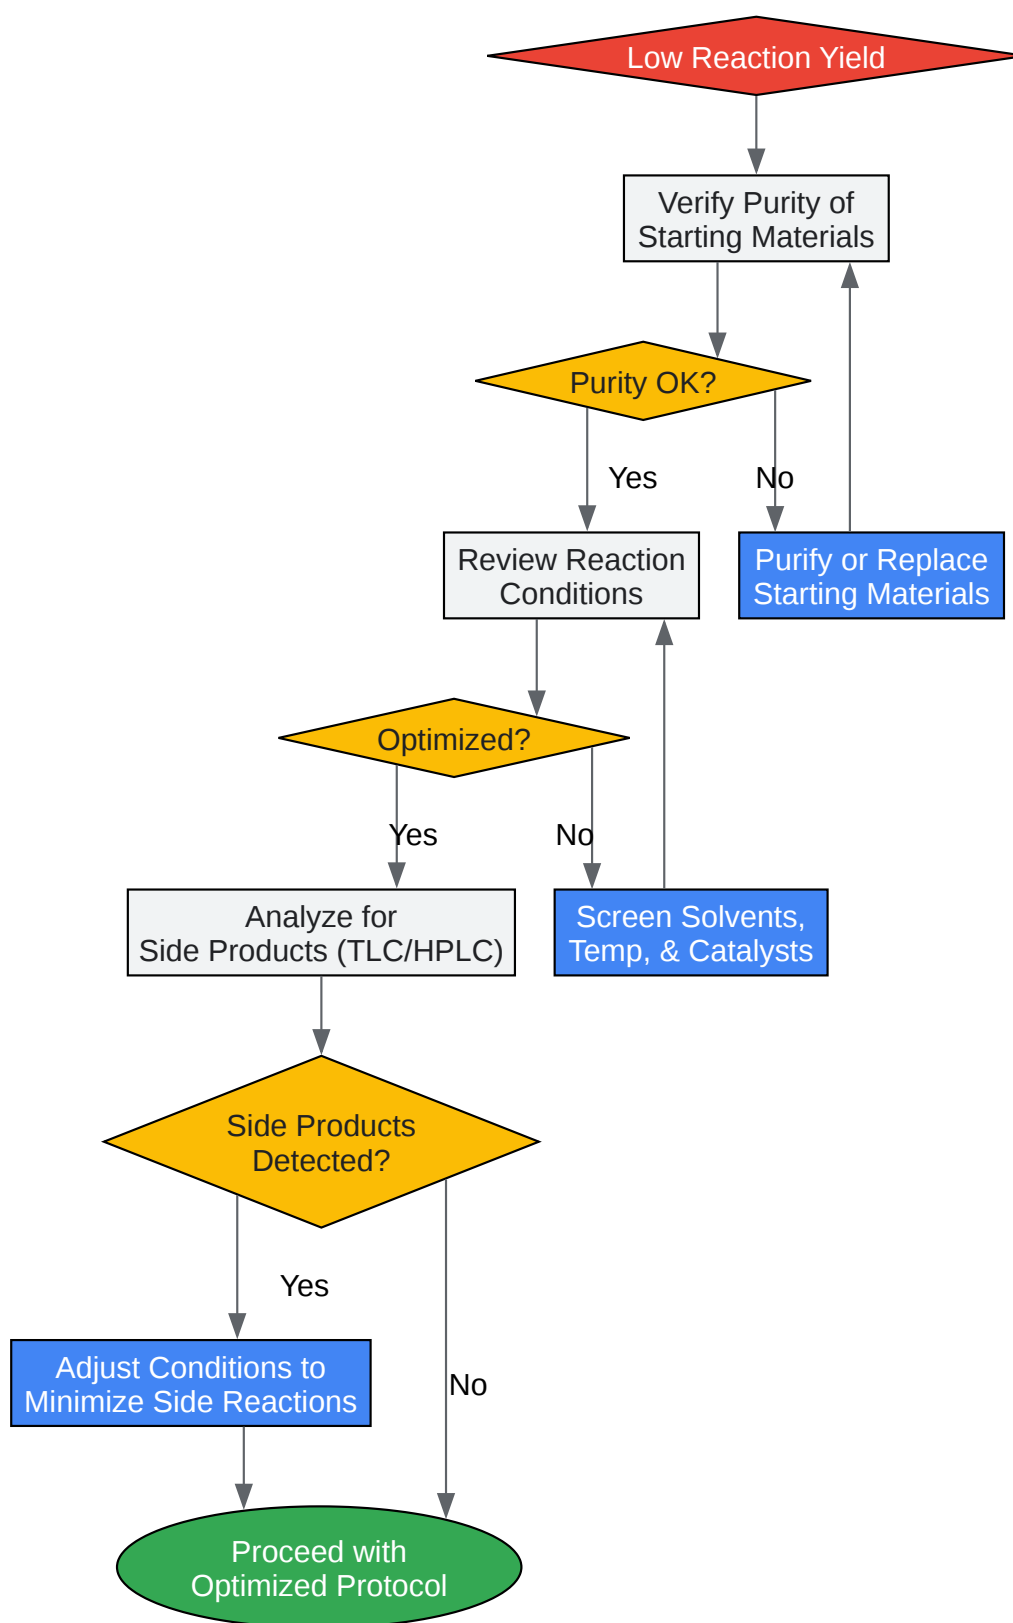 Low Reaction Yield
Verify Purity of
Starting Materials
Purity OK?
Yes
No
Review Reaction
Conditions
Purify or Replace
Starting Materials
Optimized?
Yes
No
Analyze for
Side Products (TLC/HPLC)
Screen Solvents,
Temp, & Catalysts
Side Products
Detected?
Yes
Adjust Conditions to
Minimize Side Reactions
No
Proceed with
Optimized Protocol